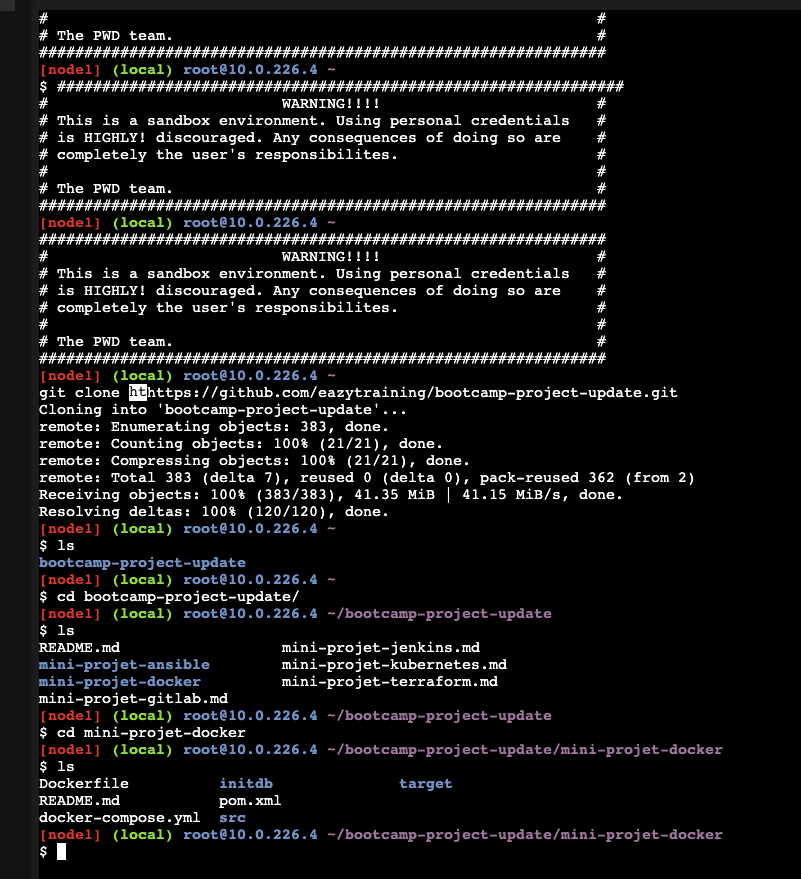 #                                                             #
# The PWD team.                                               #
###############################################################
[node1] (local) root@10.0.226.4 ~
$ ###############################################################
#                          WARNING!!!!                        #
# This is a sandbox environment. Using personal credentials   #
# is HIGHLY! discouraged. Any consequences of doing so are    #
# completely the user's responsibilites.                      #
#                                                             #
# The PWD team.                                               #
###############################################################
[node1] (local) root@10.0.226.4 ~
###############################################################
#                          WARNING!!!!                        #
# This is a sandbox environment. Using personal credentials   #
# is HIGHLY! discouraged. Any consequences of doing so are    #
# completely the user's responsibilites.                      #
#                                                             #
# The PWD team.                                               #
###############################################################
[node1] (local) root@10.0.226.4 ~
git clone hthttps://github.com/eazytraining/bootcamp-project-update.git
Cloning into 'bootcamp-project-update'...
remote: Enumerating objects: 383, done.
remote: Counting objects: 100% (21/21), done.
remote: Compressing objects: 100% (21/21), done.
remote: Total 383 (delta 7), reused 0 (delta 0), pack-reused 362 (from 2)
Receiving objects: 100% (383/383), 41.35 MiB | 41.15 MiB/s, done.
Resolving deltas: 100% (120/120), done.
[node1] (local) root@10.0.226.4 ~
$ ls
bootcamp-project-update
[node1] (local) root@10.0.226.4 ~
$ cd bootcamp-project-update/
[node1] (local) root@10.0.226.4 ~/bootcamp-project-update
$ ls
README.md                  mini-projet-jenkins.md
mini-projet-ansible        mini-projet-kubernetes.md
mini-projet-docker         mini-projet-terraform.md
mini-projet-gitlab.md
[node1] (local) root@10.0.226.4 ~/bootcamp-project-update
$ cd mini-projet-docker
[node1] (local) root@10.0.226.4 ~/bootcamp-project-update/mini-projet-docker
$ ls
Dockerfile          initdb              target
README.md           pom.xml
docker-compose.yml  src
[node1] (local) root@10.0.226.4 ~/bootcamp-project-update/mini-projet-docker
$